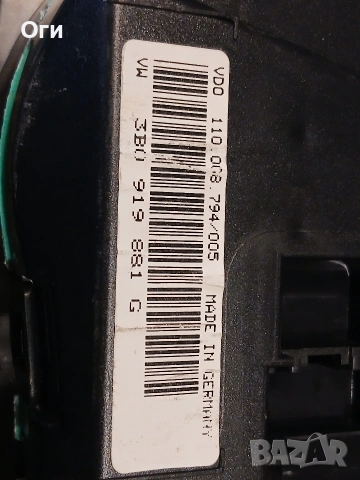 Оги
VDO 110.008.794/005 MADE IN GERMANY
VW 3B0 919 881 G
BAZAR